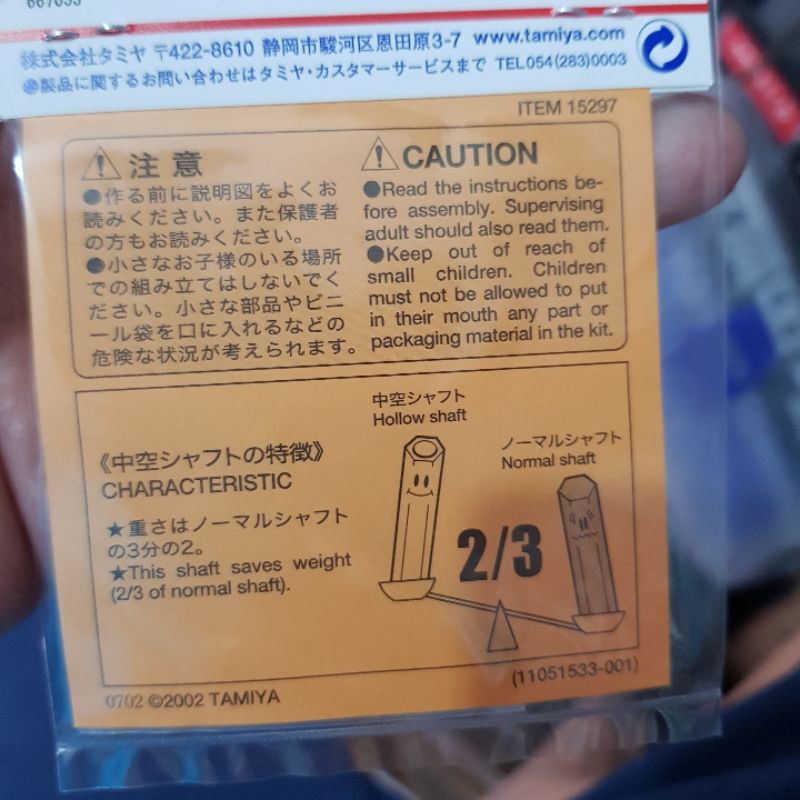 株式会社タミヤ 〒422-8610 静岡市駿河区恩田原3-7 www.tamiya.com
●製品に関するお問い合わせはタミヤ・カスタマーサービスまで TEL054(283)0003
ITEM 15297
注意
●作る前に説明図をよくお
読みください。また保護者
の方もお読みください。
●小さなお子様のいる場所
での組み立てはしないでく
ださい。小さな部品やビニ
ール袋を口に入れるなどの
危険な状況が考えられます。
CAUTION
●Read the instructions be-
fore assembly. Supervising
adult should also read them.
●Keep out of reach of
small children. Children
must not be allowed to put
in their mouth any part or
packaging material in the kit.
《中空シャフトの特徴》
CHARACTERISTIC
★重さはノーマルシャフト
の3分の2。
★This shaft saves weight
(2/3 of normal shaft).
中空シャフト
Hollow shaft
ノーマルシャフト
Normal shaft
2/3
0702 ©2002 TAMIYA
(11051533-001)